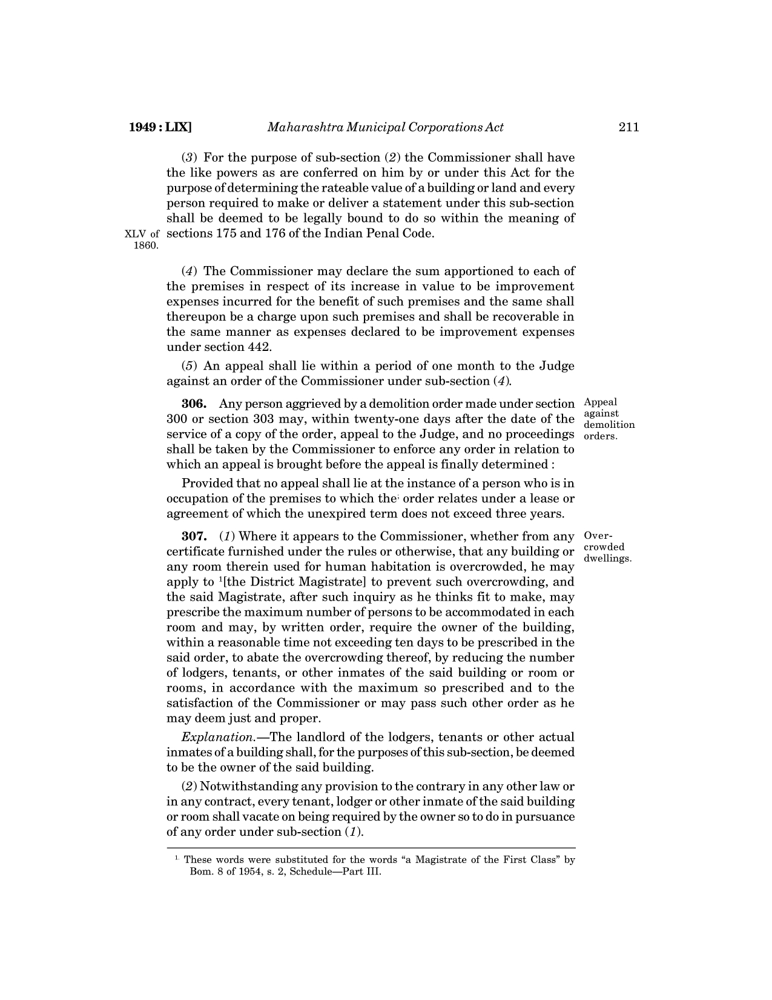 1949 : LIX] Maharashtra Municipal Corporations Act 211
(3) For the purpose of sub-section (2) the Commissioner shall have
the like powers as are conferred on him by or under this Act for the
purpose of determining the rateable value of a building or land and every
person required to make or deliver a statement under this sub-section
shall be deemed to be legally bound to do so within the meaning of
XLV of sections 175 and 176 of the Indian Penal Code.
1860.
(4) The Commissioner may declare the sum apportioned to each of
the premises in respect of its increase in value to be improvement
expenses incurred for the benefit of such premises and the same shall
thereupon be a charge upon such premises and shall be recoverable in
the same manner as expenses declared to be improvement expenses
under section 442.
(5) An appeal shall lie within a period of one month to the Judge
against an order of the Commissioner under sub-section (4).
306. Any person aggrieved by a demolition order made under section
300 or section 303 may, within twenty-one days after the date of the
service of a copy of the order, appeal to the Judge, and no proceedings
shall be taken by the Commissioner to enforce any order in relation to
which an appeal is brought before the appeal is finally determined :
Appeal
against
demolition
orders.
Provided that no appeal shall lie at the instance of a person who is in
occupation of the premises to which the; order relates under a lease or
agreement of which the unexpired term does not exceed three years.
307. (1) Where it appears to the Commissioner, whether from any
certificate furnished under the rules or otherwise, that any building or
any room therein used for human habitation is overcrowded, he may
apply to 1[the District Magistrate] to prevent such overcrowding, and
the said Magistrate, after such inquiry as he thinks fit to make, may
prescribe the maximum number of persons to be accommodated in each
room and may, by written order, require the owner of the building,
within a reasonable time not exceeding ten days to be prescribed in the
said order, to abate the overcrowding thereof, by reducing the number
of lodgers, tenants, or other inmates of the said building or room or
rooms, in accordance with the maximum so prescribed and to the
satisfaction of the Commissioner or may pass such other order as he
may deem just and proper.
Over-
crowded
dwellings.
Explanation.—The landlord of the lodgers, tenants or other actual
inmates of a building shall, for the purposes of this sub-section, be deemed
to be the owner of the said building.
(2) Notwithstanding any provision to the contrary in any other law or
in any contract, every tenant, lodger or other inmate of the said building
or room shall vacate on being required by the owner so to do in pursuance
of any order under sub-section (1).
1. These words were substituted for the words “a Magistrate of the First Class” by
Bom. 8 of 1954, s. 2, Schedule—Part III.